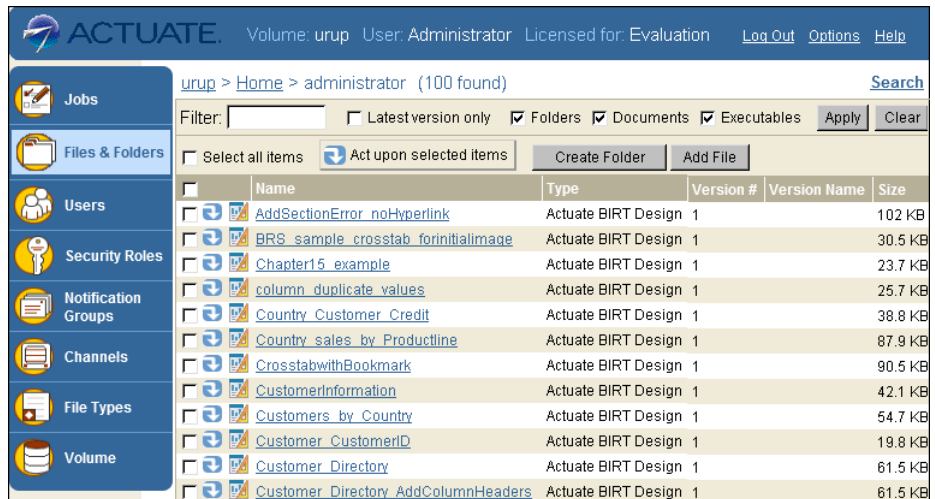 ACTUATE. Volume: urup User: Administrator Licensed for: Evaluation Log Out Options Help
Jobs
Files & Folders
Users
Security Roles
Notification
Groups
Channels
File Types
Volume
urup > Home > administrator (100 found) Search
Filter: Latest version only Folders Documents Executables Apply Clear
Select all items Act upon selected items Create Folder Add File
Name Type Version # Version Name Size
AddSectionError_noHyperlink Actuate BIRT Design 1 102 KB
BRS_sample_crosstab_forinitialimage Actuate BIRT Design 1 30.5 KB
Chapter15_example Actuate BIRT Design 1 23.7 KB
column_duplicate_values Actuate BIRT Design 1 25.7 KB
Country_Customer_Credit Actuate BIRT Design 1 38.8 KB
Country_sales_by_Productline Actuate BIRT Design 1 87.9 KB
CrosstabwithBookmark Actuate BIRT Design 1 90.5 KB
CustomerInformation Actuate BIRT Design 1 42.1 KB
Customers_by_Country Actuate BIRT Design 1 54.7 KB
Customer_CustomerID Actuate BIRT Design 1 19.8 KB
Customer_Directory Actuate BIRT Design 1 61.5 KB
Customer_Directory_AddColumnHeaders Actuate BIRT Design 1 61.5 KB